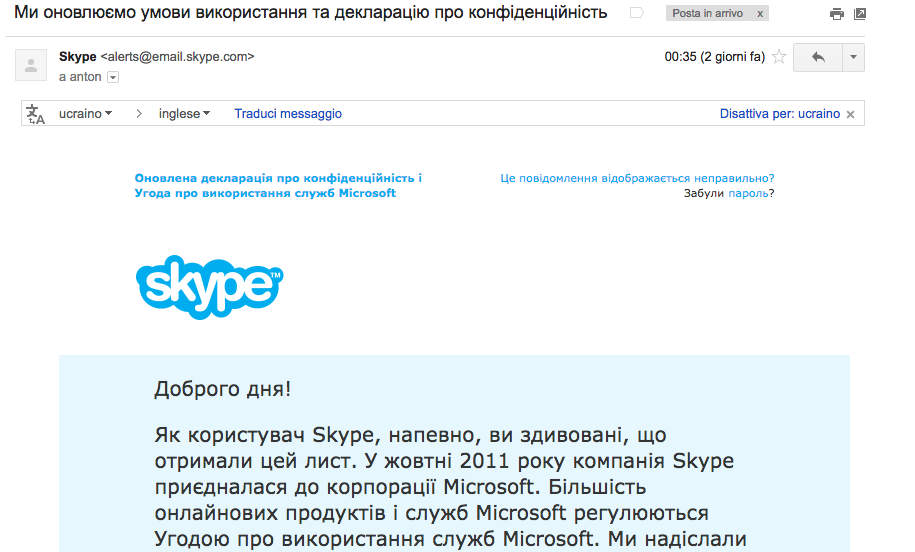 Ми оновлюємо умови використання та декларацію про конфіденційність
Posta in arrivo x
Skype <alerts@email.skype.com>
00:35 (2 giorni fa)
a anton
ucraino
inglese
Traduci messaggio
Disattiva per: ucraino
Оновлена декларація про конфіденційність і
Угода про використання служб Microsoft
Це повідомлення відображається неправильно?
Забули пароль?
skype™
Доброго дня!
Як користувач Skype, напевно, ви здивовані, що
отримали цей лист. У жовтні 2011 року компанія Skype
приєдналася до корпорації Microsoft. Більшість
онлайнових продуктів і служб Microsoft регулюються
Угодою про використання служб Microsoft. Ми надіслали